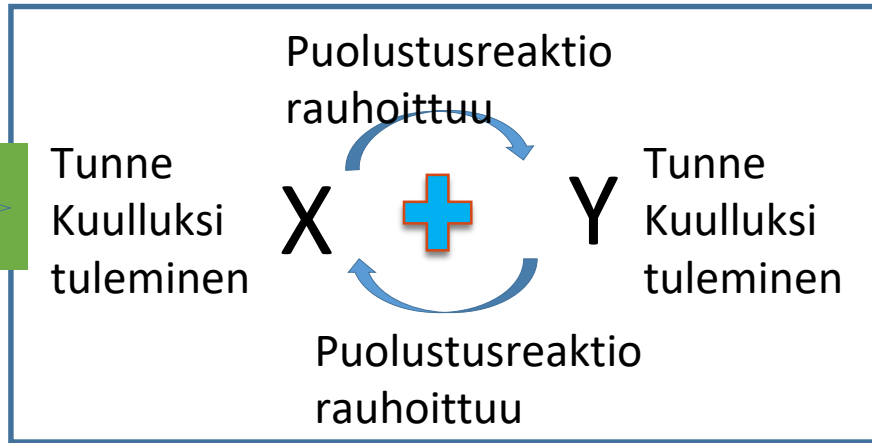 Puolustusreaktio
rauhoittuu
Tunne
Kuulluksi
tuleminen
X
Y
Tunne
Kuulluksi
tuleminen
Puolustusreaktio
rauhoittuu